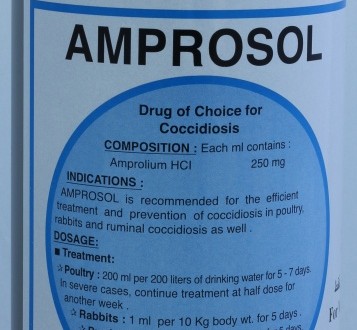 AMPROSOL
Drug of Choice for
Coccidiosis
COMPOSITION : Each ml contains :
Amprolium HCl 250 mg
INDICATIONS :
AMPROSOL is recommended for the efficient
treatment and prevention of coccidiosis in poultry,
rabbits and ruminal coccidiosis as well .
DOSAGE:
■ Treatment:
☆ Poultry : 200 ml per 200 liters of drinking water for 5 - 7 days.
In severe cases, continue treatment at half dose for
another week .
☆ Rabbits : 1 ml per 10 Kg body wt. for 5 days .